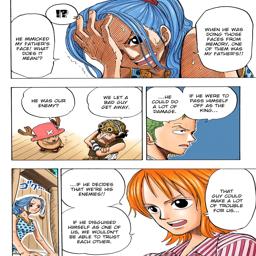 HE MIMICKED
MY FATHER'S
FACE! WHAT
DOES IT
MEAN?
!?
WHEN HE
WAS DOING
THOSE
FACES FROM
MEMORY, ONE
OF THEM WAS
MY FATHER'S!!
HE WAS OUR
ENEMY?
WE LET A
BAD GUY
GET AWAY.
...HE
COULD DO
A LOT OF
DAMAGE.
IF HE WERE
TO PASS
HIMSELF OFF
AS THE
KING...
...IF HE DECIDES
THAT WE'RE HIS
ENEMIES!!
IF HE DISGUISED
HIMSELF AS ONE OF
US, WE WOULDN'T
BE ABLE TO TRUST
EACH OTHER.
THAT
GUY COULD
MAKE A LOT
OF TROUBLE
FOR US...